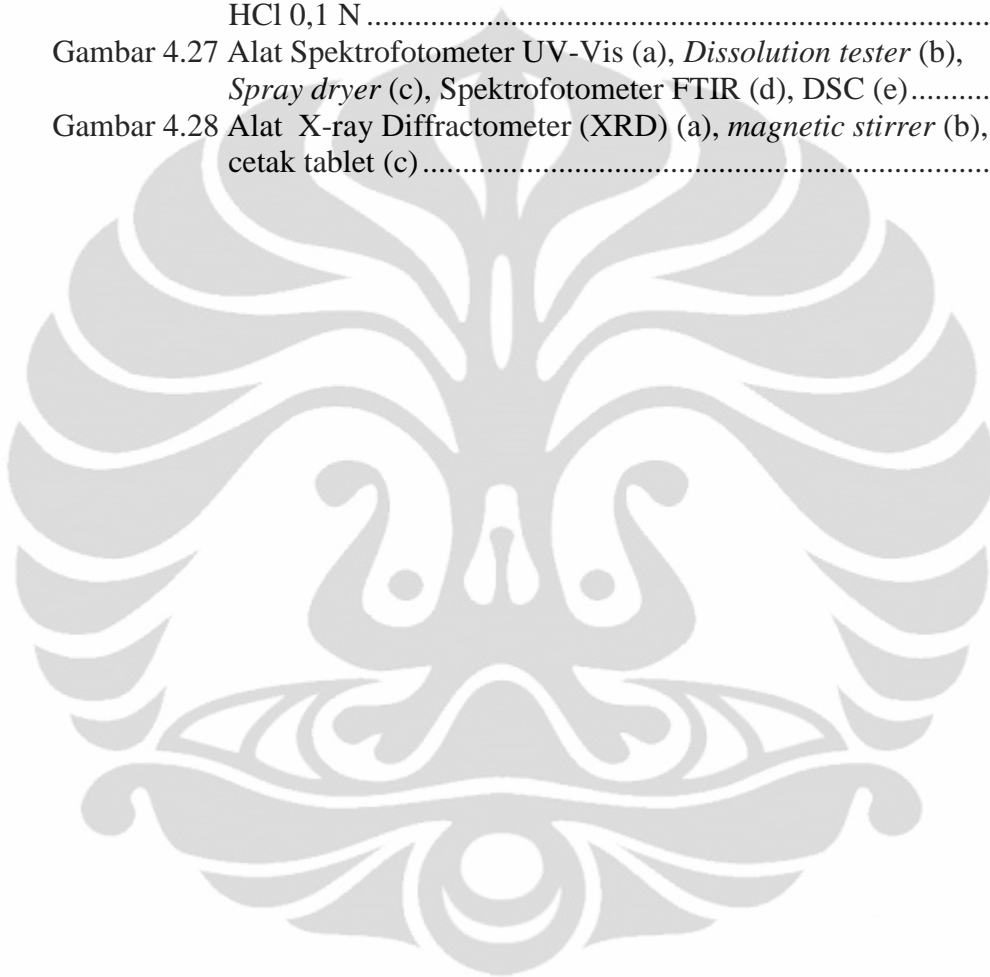 HCl 0,1 N ................................................................................
Gambar 4.27 Alat Spektrofotometer UV-Vis (a), Dissolution tester (b),
Spray dryer (c), Spektrofotometer FTIR (d), DSC (e)..........
Gambar 4.28 Alat X-ray Diffractometer (XRD) (a), magnetic stirrer (b),
cetak tablet (c) .........................................................................